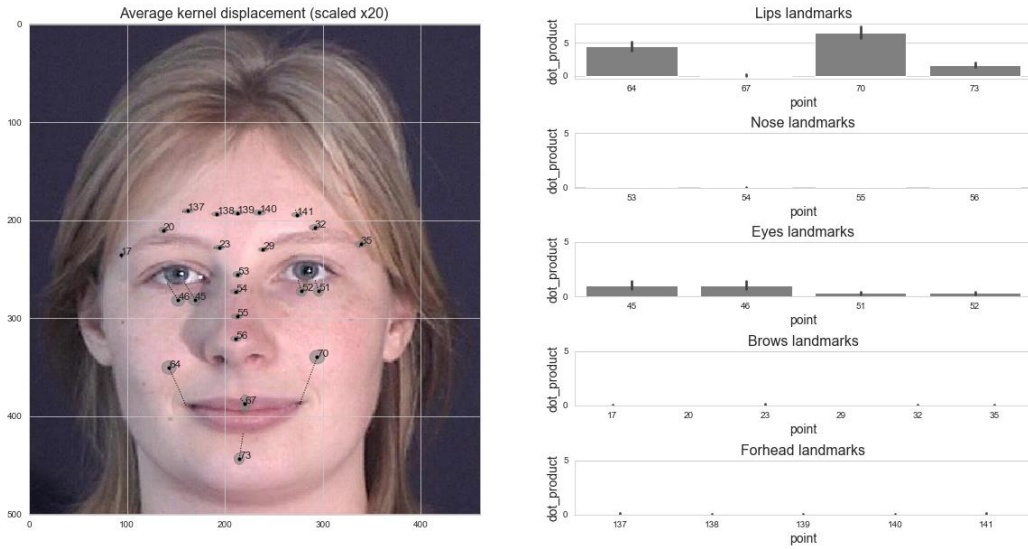 Average kernel displacement (scaled x20)
0
100
200
300
400
500
0 100 200 300 400
137 138 139 140 141
20 32
17 23 29 35
53
46 45 54 52 51
55
56
64 70
67
73
Lips landmarks
dot_product
5
0
64 67 70 73
point
Nose landmarks
dot_product
5
0
53 54 55 56
point
Eyes landmarks
dot_product
5
0
45 46 51 52
point
Brows landmarks
dot_product
5
0
17 20 23 29 32 35
point
Forhead landmarks
dot_product
5
0
137 138 139 140 141
point